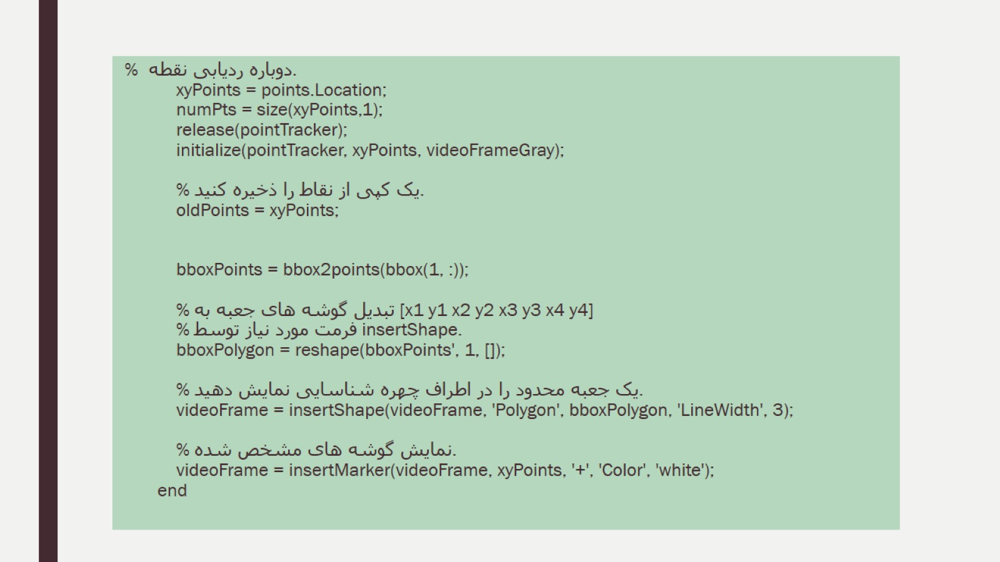 % دوباره ردیابی نقطه.
xyPoints = points.Location;
numPts = size(xyPoints,1);
release(pointTracker);
initialize(pointTracker, xyPoints, videoFrameGray);
% یک کپی از نقاط را ذخیره کنید.
oldPoints = xyPoints;
bboxPoints = bbox2points(bbox(1, :));
% تبدیل گوشه های جعبه به [x1 y1 x2 y2 x3 y3 x4 y4]
% فرمت مورد نیاز توسط insertShape.
bboxPolygon = reshape(bboxPoints', 1, []);
% یک جعبه محدود را در اطراف چهره شناسایی نمایش دهید.
videoFrame = insertShape(videoFrame, 'Polygon', bboxPolygon, 'LineWidth', 3);
% نمایش گوشه های مشخص شده.
videoFrame = insertMarker(videoFrame, xyPoints, '+', 'Color', 'white');
end